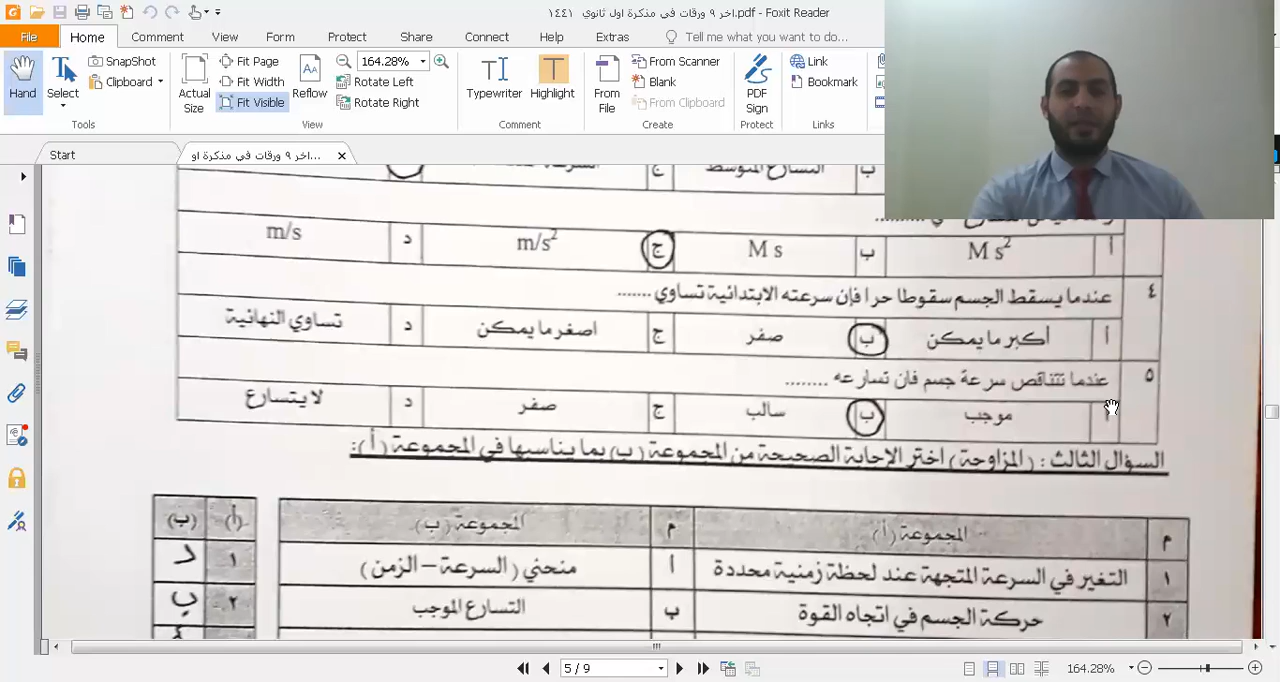 اخر ٩ ورقات في مذكرة اول ثانوي ١٤٤١.pdf - Foxit Reader
File Home Comment View Form Protect Share Connect Help Extras Tell me what you want to do...
Hand
Select
SnapShot
Clipboard
Actual Size
Fit Page
Fit Width
Fit Visible
Reflow
164.28%
Rotate Left
Rotate Right
Typewriter
Highlight
From File
From Scanner
Blank
From Clipboard
PDF Sign
Link
Bookmark
Tools View Comment Create Protect Links
Start
اخر ٩ ورقات في مذكرة او...
ب التسارع المتوسط ج
أ M s² ب M s ج m/s² د m/s
٤ عندما يسقط الجسم سقوطا حرا فإن سرعته الابتدائية تساوي .......
أ أكبر ما يمكن ب صفر ج اصغر ما يمكن د تساوي النهائية
٥ عندما تتناقص سرعة جسم فان تسارعه ........
أ موجب ب سالب ج صفر د لا يتسارع
السؤال الثالث : (المزاوجة) اختر الإجابة الصحيحة من المجموعة (ب) بما يناسبها في المجموعة (أ):
م المجموعة (أ) م المجموعة (ب) (أ) (ب)
١ التغير في السرعة المتجهة عند لحظة زمنية محددة أ منحني (السرعة – الزمن) ١ د
٢ حركة الجسم في اتجاه القوة ب التسارع الموجب ٢ ب
5 / 9
164.28%